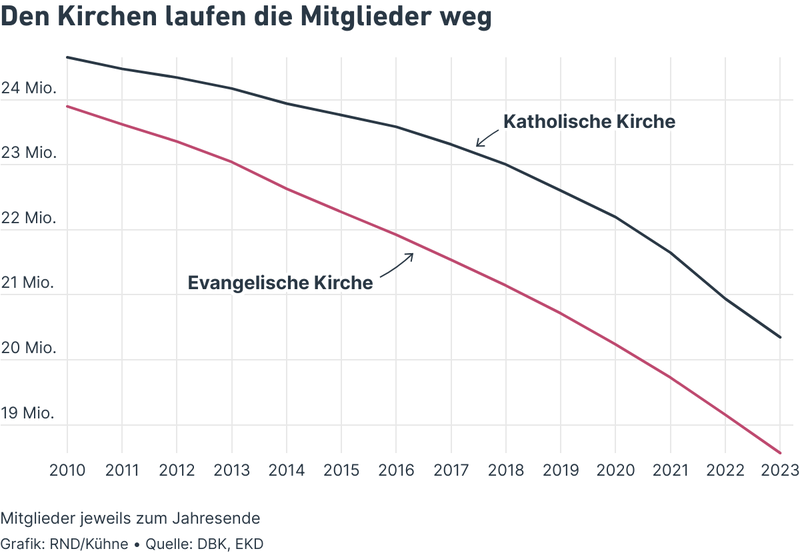 Den Kirchen laufen die Mitglieder weg
24 Mio.
23 Mio.
22 Mio.
21 Mio.
20 Mio.
19 Mio.
Katholische Kirche
Evangelische Kirche
2010 2011 2012 2013 2014 2015 2016 2017 2018 2019 2020 2021 2022 2023
Mitglieder jeweils zum Jahresende
Grafik: RND/Kühne • Quelle: DBK, EKD